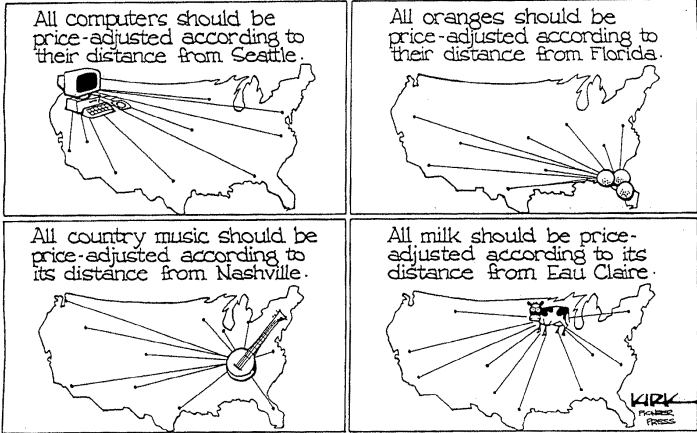 All computers should be
price-adjusted according to
their distance from Seattle.
All oranges should be
price-adjusted according to
their distance from Florida.
All country music should be
price-adjusted according to
its distance from Nashville.
All milk should be price-
adjusted according to its
distance from Eau Claire.
KIRK
PIONEER
PRESS